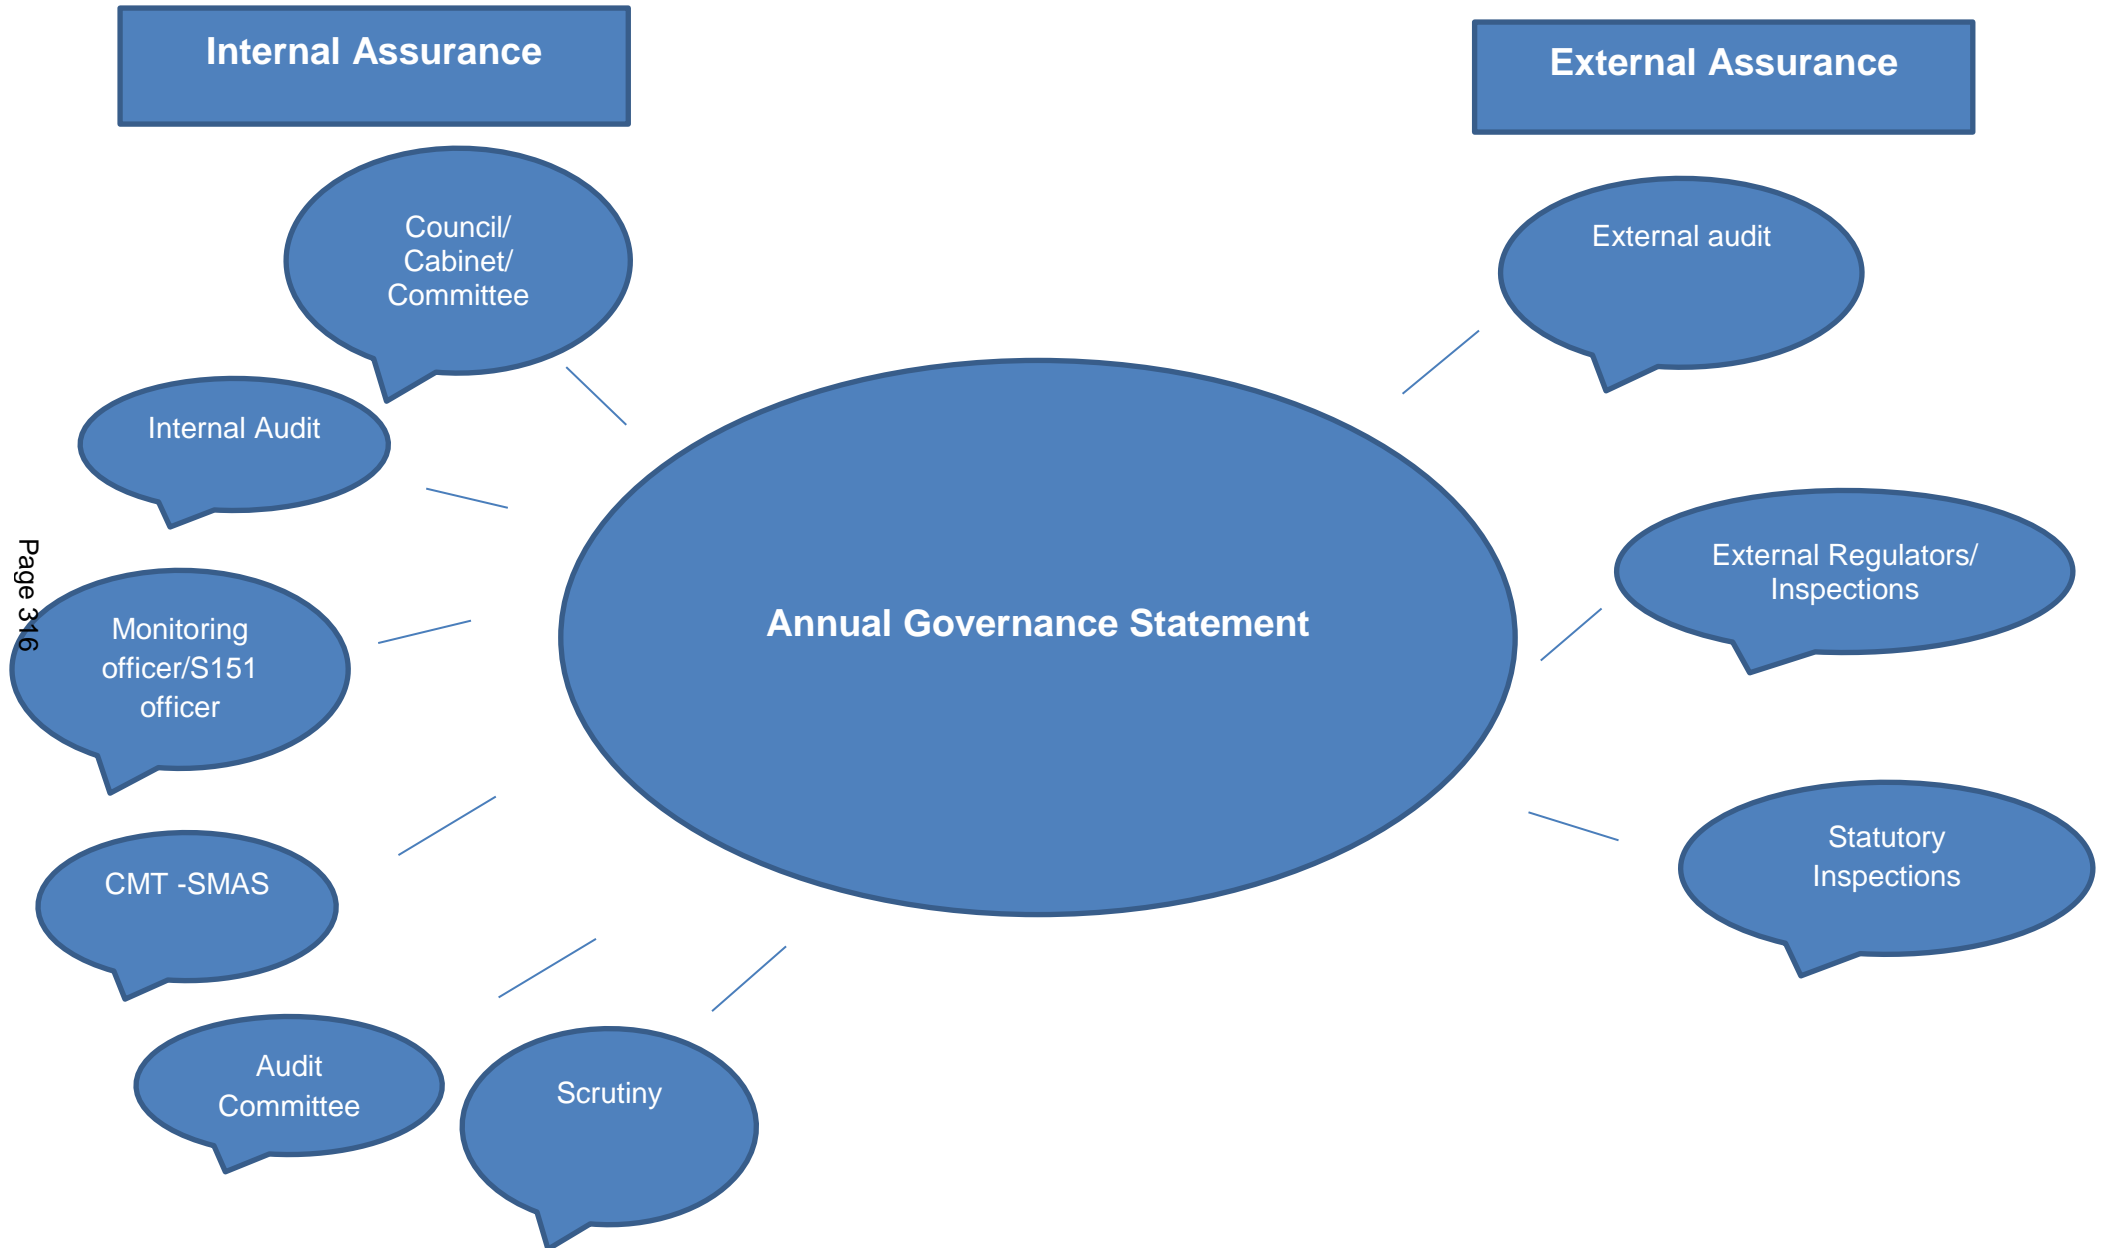 Internal Assurance
External Assurance
Council/
Cabinet/
Committee
External audit
Internal Audit
External Regulators/
Inspections
Page 316
Monitoring
officer/S151
officer
Annual Governance Statement
Statutory
Inspections
CMT -SMAS
Audit
Committee
Scrutiny